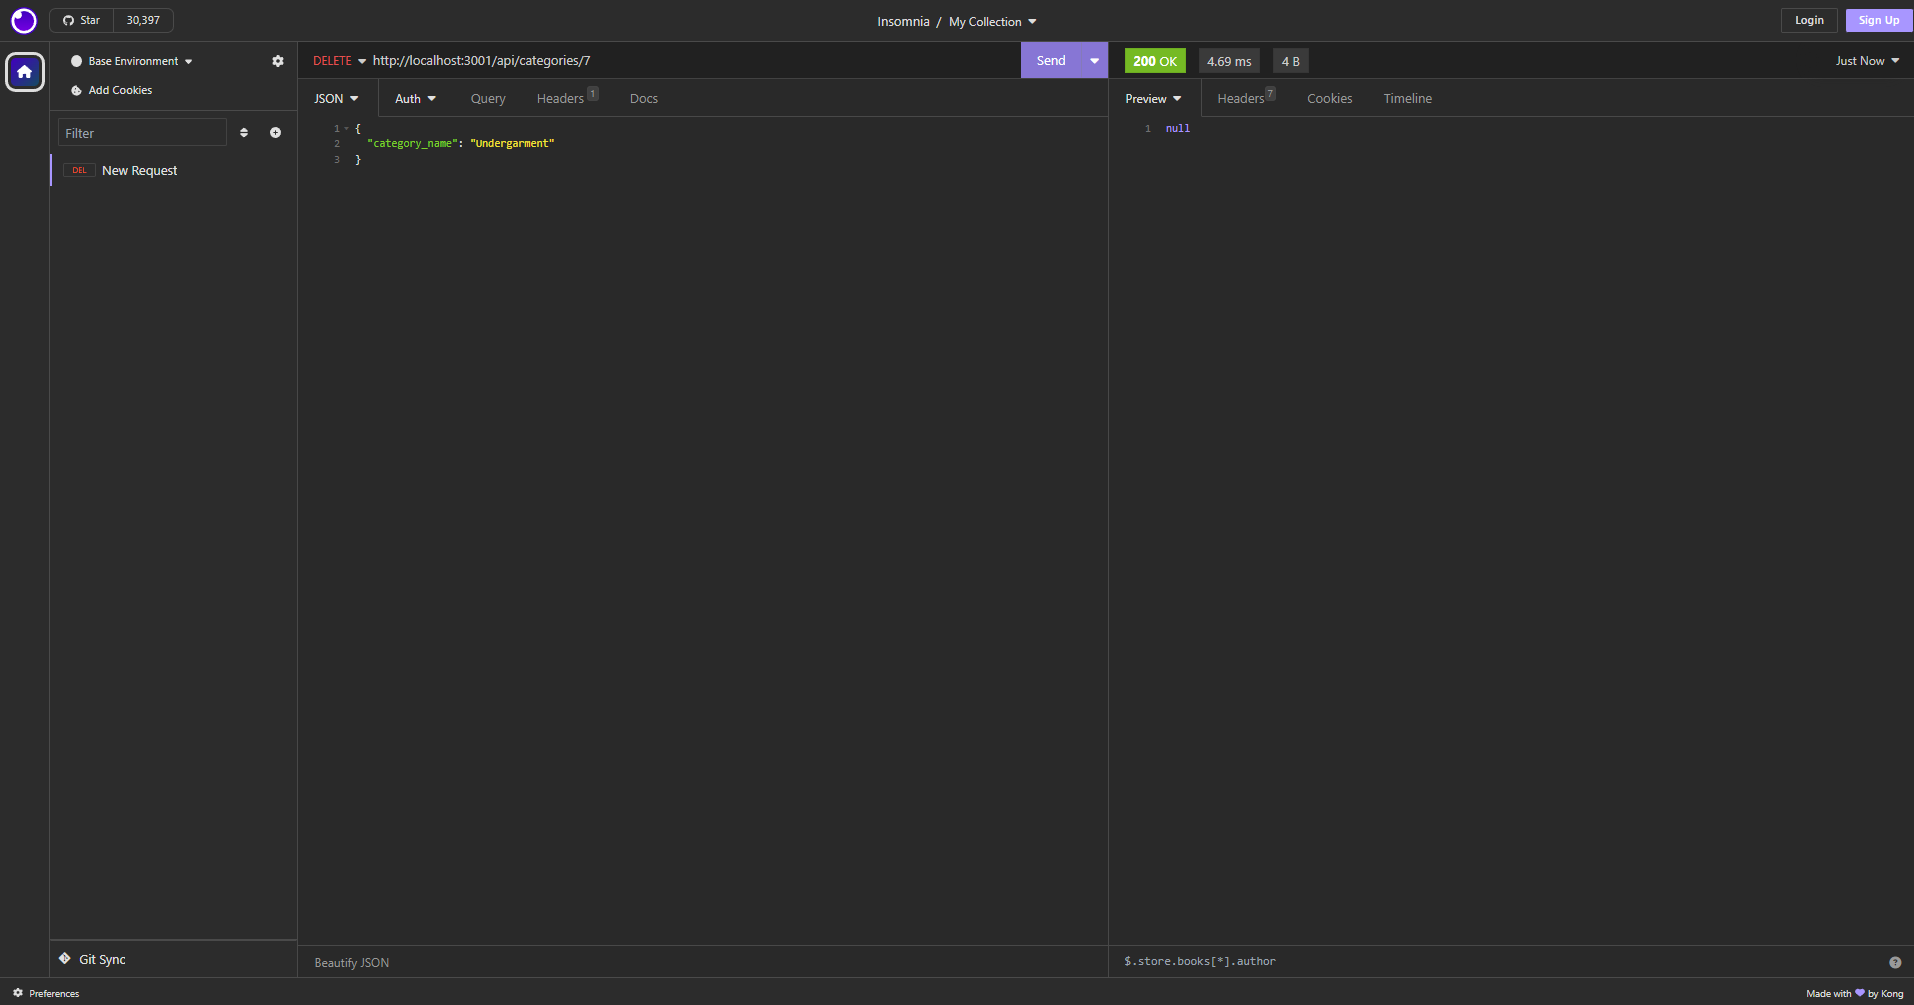 Star 30,397
Insomnia / My Collection
Login Sign Up
Base Environment
Add Cookies
Filter
DEL New Request
Git Sync
DELETE http://localhost:3001/api/categories/7 Send
JSON Auth Query Headers 1 Docs
1 {
2 "category_name": "Undergarment"
3 }
Beautify JSON
200 OK 4.69 ms 4 B Just Now
Preview Headers 7 Cookies Timeline
1 null
$.store.books[*].author
Preferences
Made with by Kong